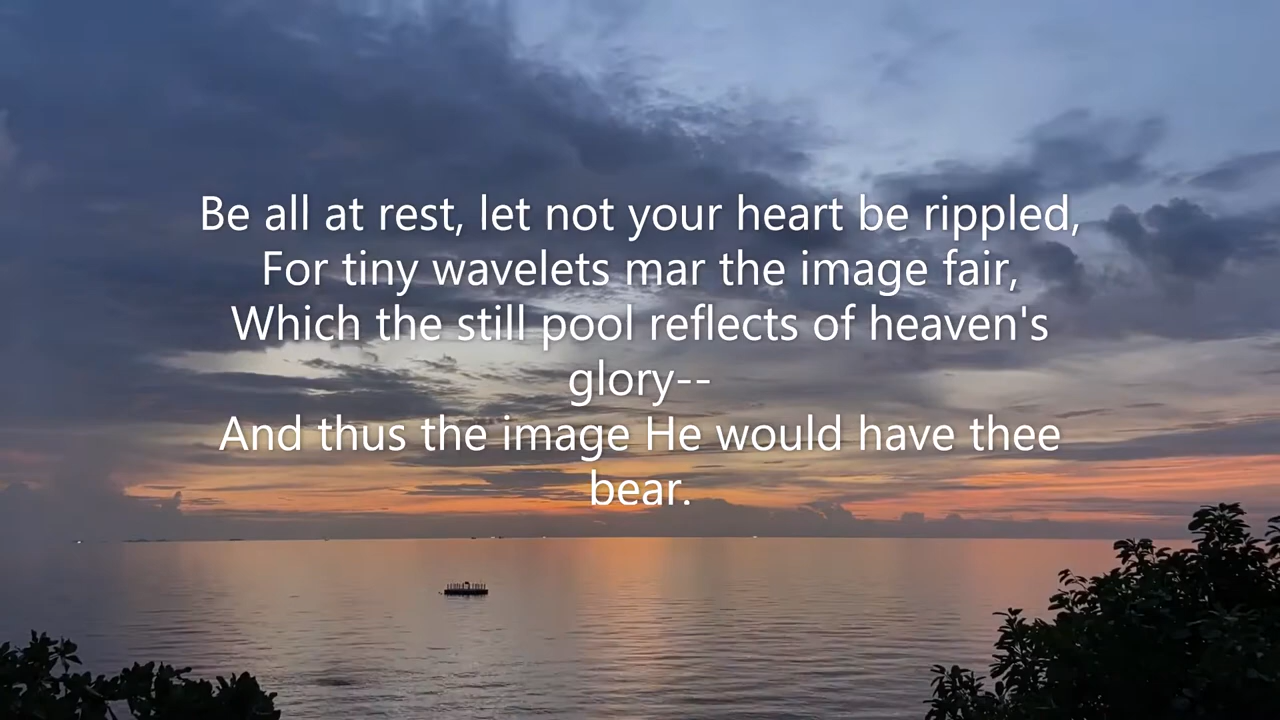 Be all at rest, let not your heart be rippled,
For tiny wavelets mar the image fair,
Which the still pool reflects of heaven's
glory--
And thus the image He would have thee
bear.